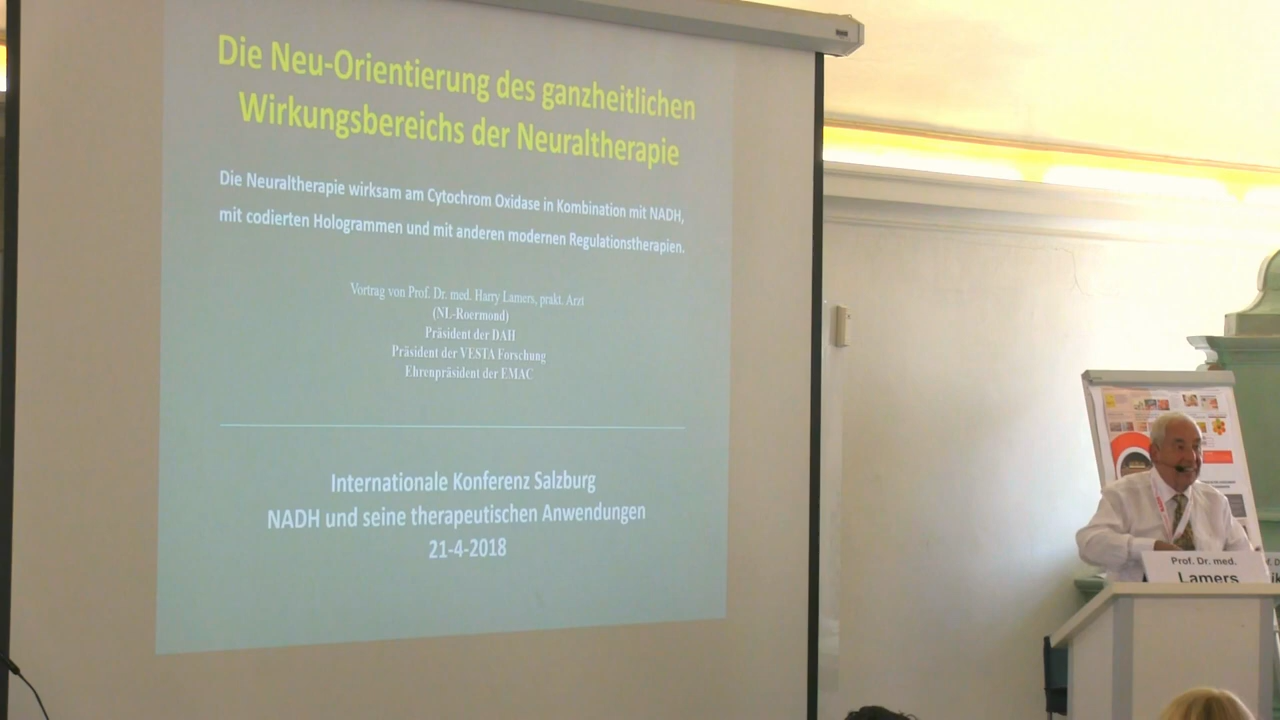 Die Neu-Orientierung des ganzheitlichen
Wirkungsbereichs der Neuraltherapie
Die Neuraltherapie wirksam am Cytochrom Oxidase in Kombination mit NADH,
mit codierten Hologrammen und mit anderen modernen Regulationstherapien.
Vortrag von Prof. Dr. med. Harry Lamers, prakt. Arzt
(NL-Roermond)
Präsident der DAH
Präsident der VESTA Forschung
Ehrenpräsident der EMAC
Internationale Konferenz Salzburg
NADH und seine therapeutischen Anwendungen
21-4-2018
Prof. Dr. med.
Lamers